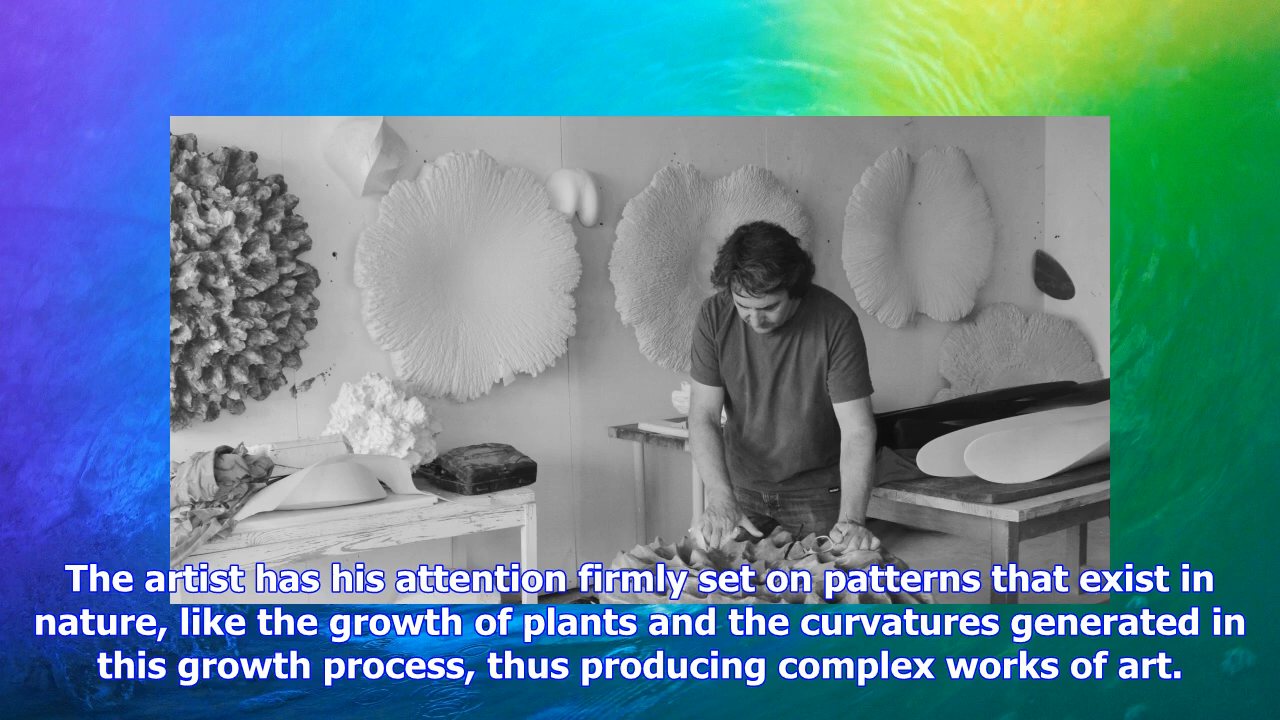 The artist has his attention firmly set on patterns that exist in
nature, like the growth of plants and the curvatures generated in
this growth process, thus producing complex works of art.